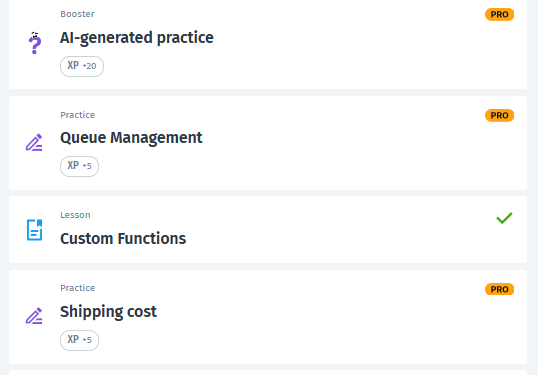 Booster
PRO
AI-generated practice
XP +20
Practice
PRO
Queue Management
XP +5
Lesson
Custom Functions
Practice
PRO
Shipping cost
XP +5